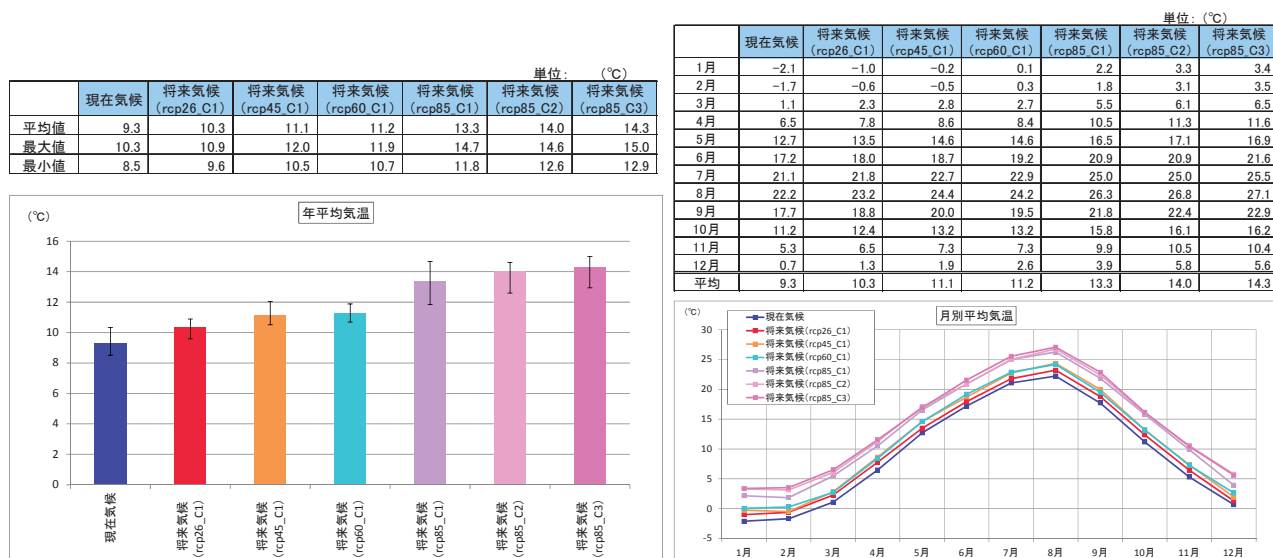 単位： （℃）
現在気候 将来気候（rcp26_C1） 将来気候（rcp45_C1） 将来気候（rcp60_C1） 将来気候（rcp85_C1） 将来気候（rcp85_C2） 将来気候（rcp85_C3）
平均値 9.3 10.3 11.1 11.2 13.3 14.0 14.3
最大値 10.3 10.9 12.0 11.9 14.7 14.6 15.0
最小値 8.5 9.6 10.5 10.7 11.8 12.6 12.9
（℃）
年平均気温
16
14
12
10
8
6
4
2
0
現在気候
将来気候
（rcp26_C1）
将来気候
（rcp45_C1）
将来気候
（rcp60_C1）
将来気候
（rcp85_C1）
将来気候
（rcp85_C2）
将来気候
（rcp85_C3）
単位：（℃）
現在気候 将来気候（rcp26_C1） 将来気候（rcp45_C1） 将来気候（rcp60_C1） 将来気候（rcp85_C1） 将来気候（rcp85_C2） 将来気候（rcp85_C3）
1月 −2.1 −1.0 −0.2 0.1 2.2 3.3 3.4
2月 −1.7 −0.6 −0.5 0.3 1.8 3.1 3.5
3月 1.1 2.3 2.8 2.7 5.5 6.1 6.5
4月 6.5 7.8 8.6 8.4 10.5 11.3 11.6
5月 12.7 13.5 14.6 14.6 16.5 17.1 16.9
6月 17.2 18.0 18.7 19.2 20.9 20.9 21.6
7月 21.1 21.8 22.7 22.9 25.0 25.0 25.5
8月 22.2 23.2 24.4 24.2 26.3 26.8 27.1
9月 17.7 18.8 20.0 19.5 21.8 22.4 22.9
10月 11.2 12.4 13.2 13.2 15.8 16.1 16.2
11月 5.3 6.5 7.3 7.3 9.9 10.5 10.4
12月 0.7 1.3 1.9 2.6 3.9 5.8 5.6
平均 9.3 10.3 11.1 11.2 13.3 14.0 14.3
（℃）
月別平均気温
現在気候
将来気候（rcp26_C1）
将来気候（rcp45_C1）
将来気候（rcp60_C1）
将来気候（rcp85_C1）
将来気候（rcp85_C2）
将来気候（rcp85_C3）
30
25
20
15
10
5
0
-5
1月 2月 3月 4月 5月 6月 7月 8月 9月 10月 11月 12月